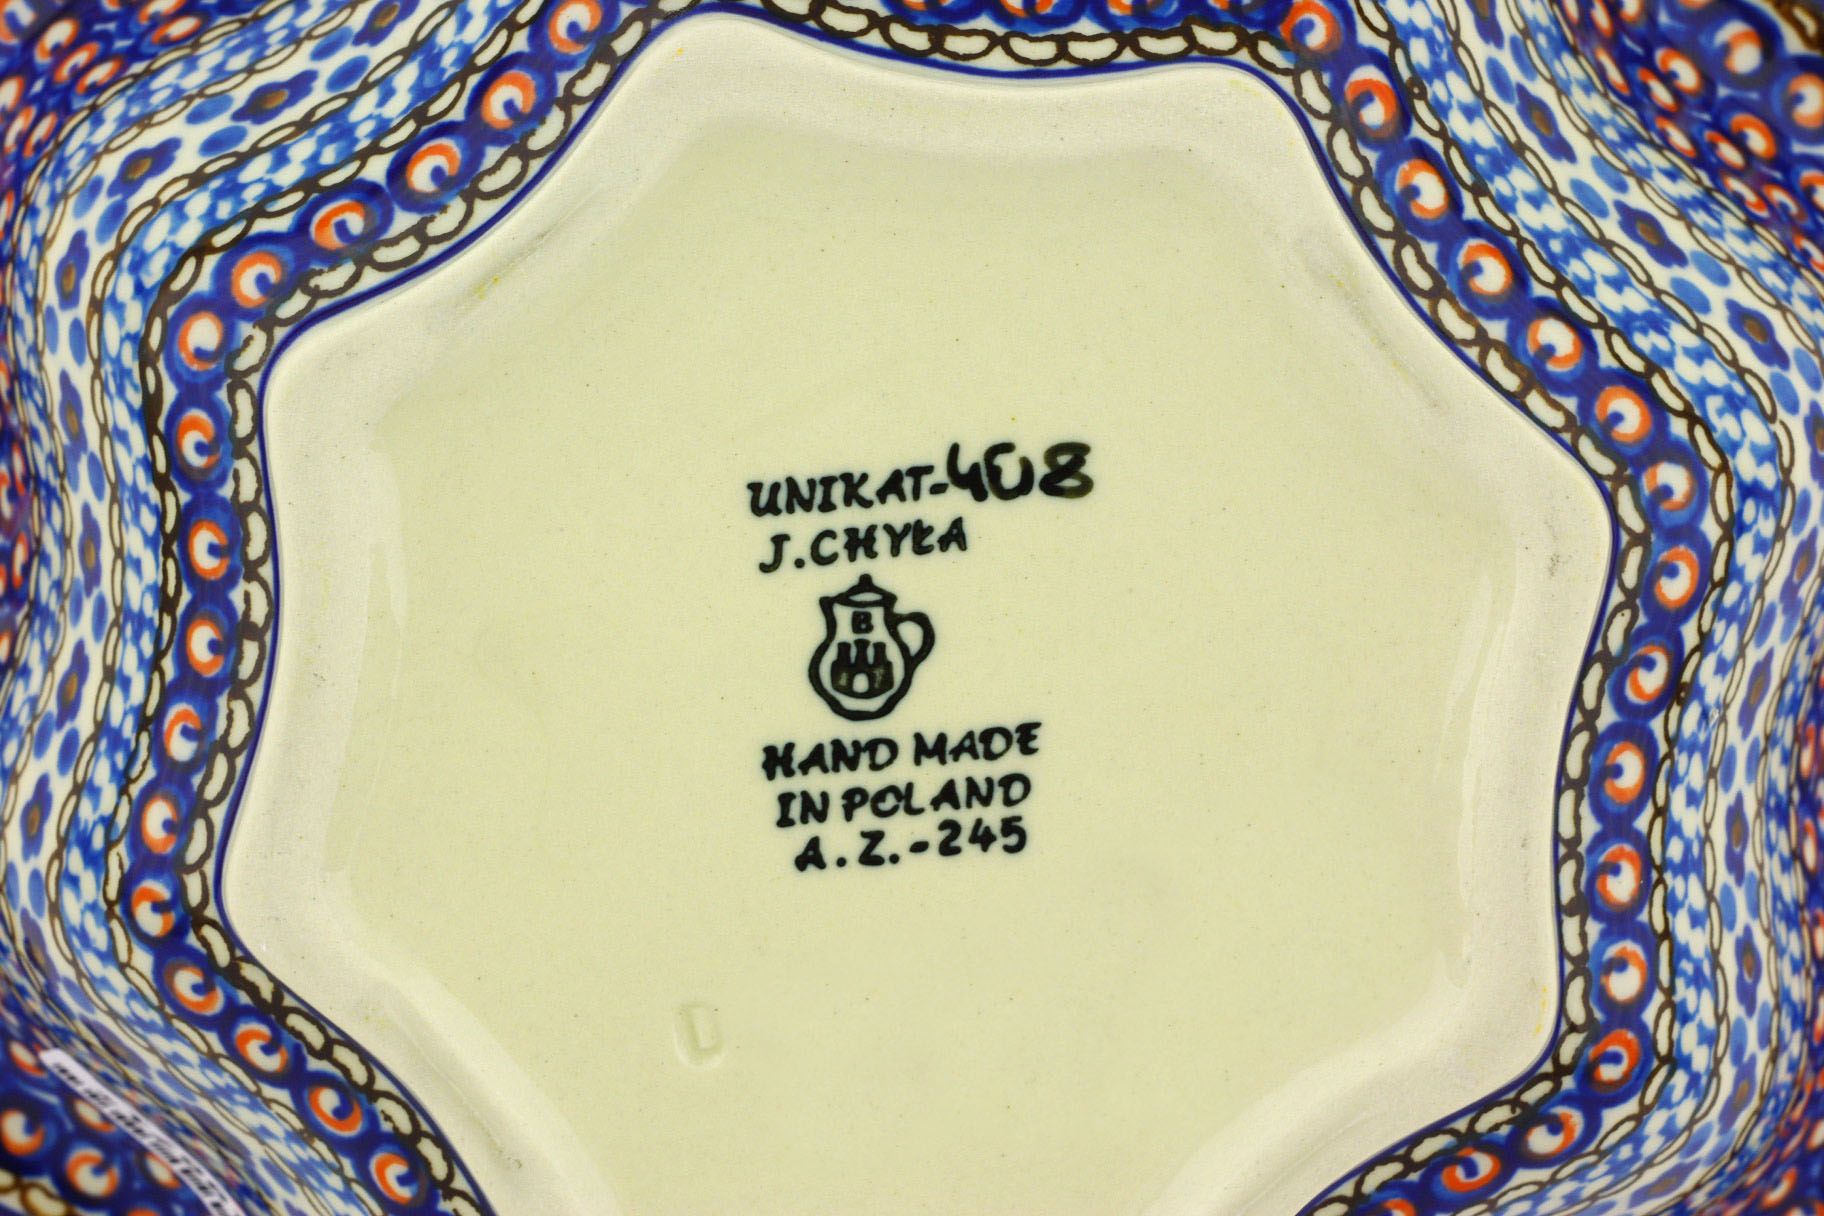 UNIKAT-408
J.CHYŁA
B
HAND MADE
IN POLAND
A.Z.-245